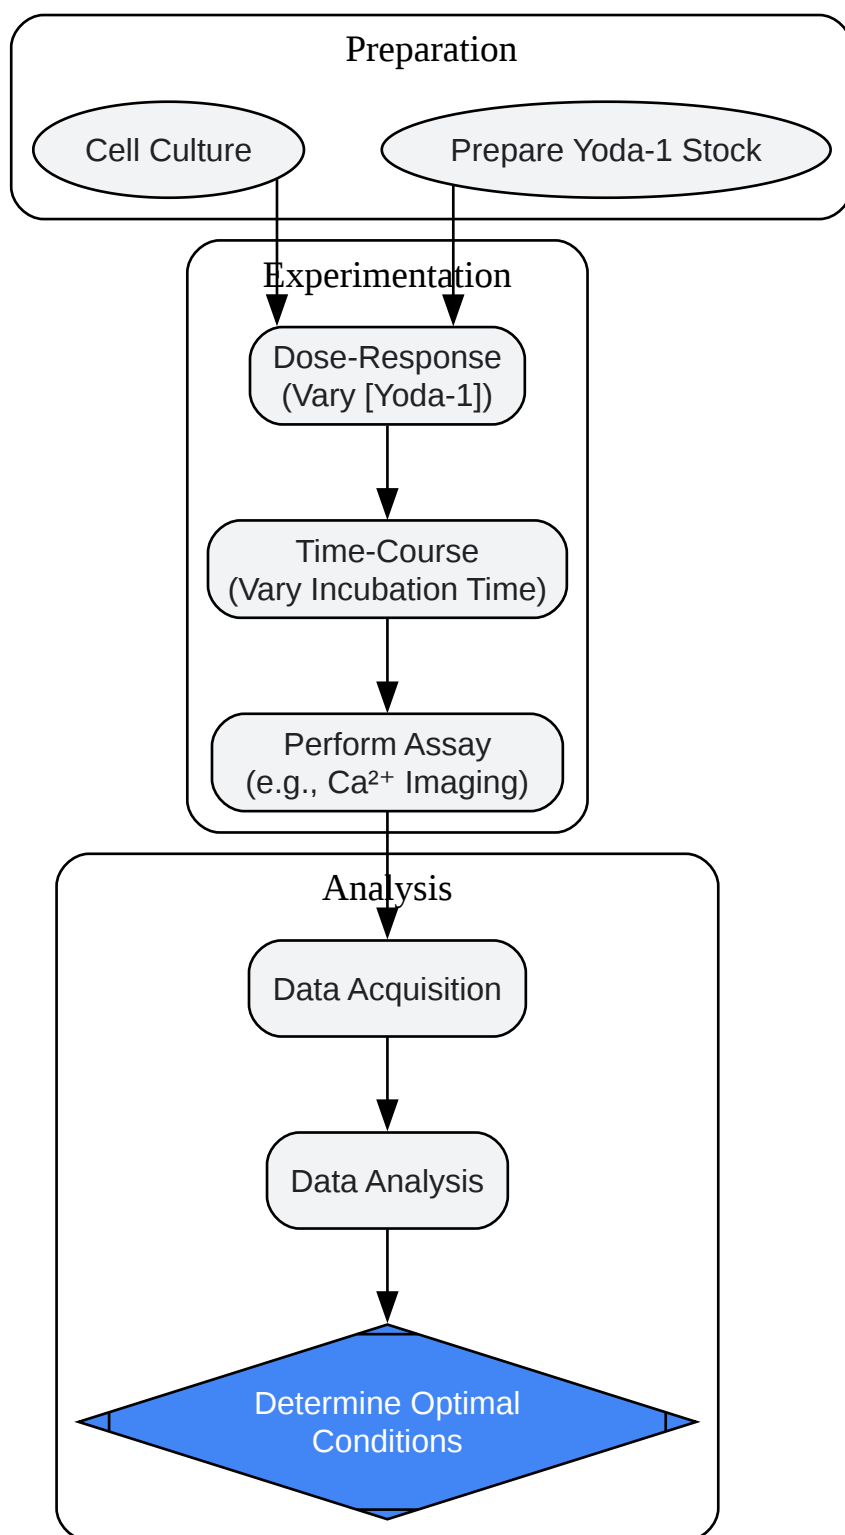 Preparation
Cell Culture
Prepare Yoda-1 Stock
Experimentation
Dose-Response
(Vary [Yoda-1])
Time-Course
(Vary Incubation Time)
Perform Assay
(e.g., Ca²⁺ Imaging)
Analysis
Data Acquisition
Data Analysis
Determine Optimal
Conditions